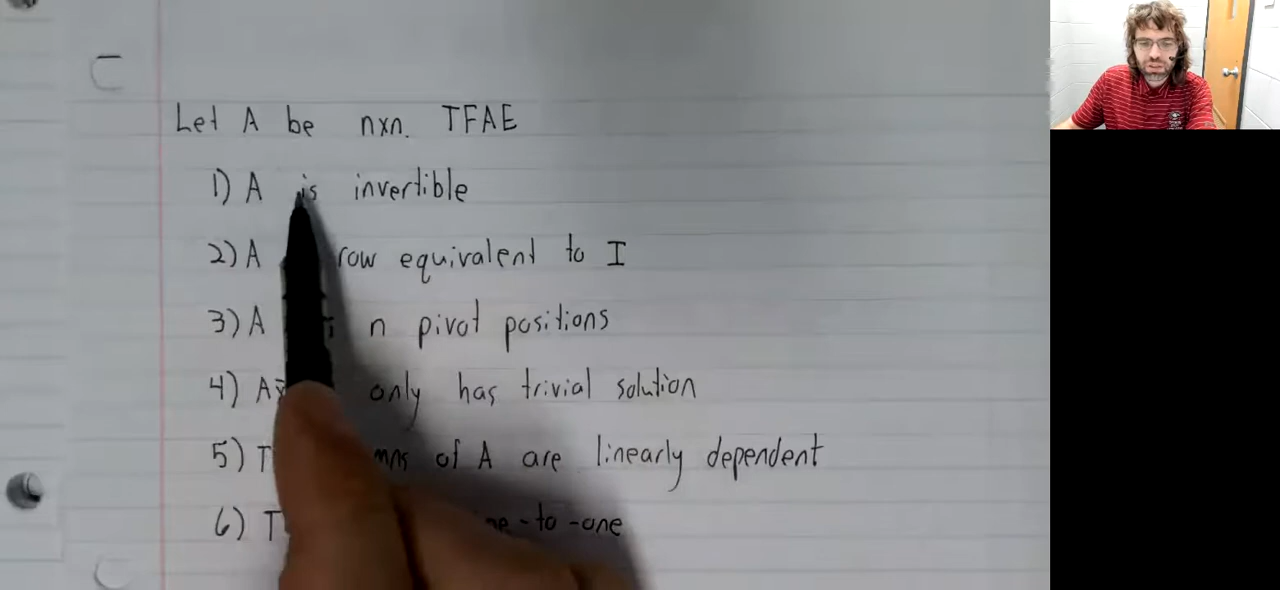 Let A be nxn. TFAE
1) A is invertible
2) A row equivalent to I
3) A n pivot positions
4) A only has trivial solution
5) of A are linearly dependent
6) -to-one